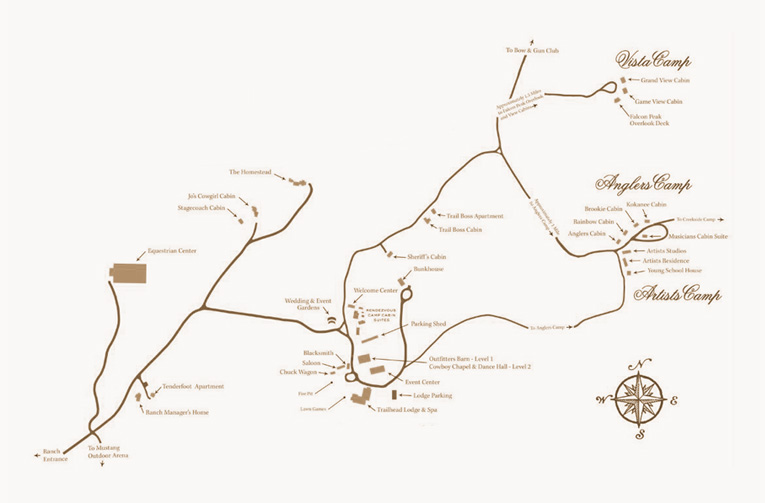 To Bow & Gun Club
Vista Camp
Grand View Cabin
Game View Cabin
Falcon Peak
Overlook Deck
Approximately 1.5 Miles
to Falcon Peak Overlook
and View Cabins
The Homestead
Jo's Cowgirl Cabin
Stagecoach Cabin
Equestrian Center
Anglers Camp
Kokanee Cabin
Brookie Cabin
Rainbow Cabin
Anglers Cabin
To Creekside Camp
Musicians Cabin Suite
Artists Studios
Artists Residence
Young School House
Artists Camp
Approximately 1 Mile
to Anglers Camp
Trail Boss Apartment
Trail Boss Cabin
Sheriff's Cabin
Bunkhouse
Welcome Center
Wedding & Event
Gardens
RENDEZVOUS
CAMP CABIN
SUITES
Parking Shed
To Anglers Camp
Blacksmith
Saloon
Chuck Wagon
Outfitters Barn - Level 1
Cowboy Chapel & Dance Hall - Level 2
Event Center
Fire Pit
Lawn Games
Lodge Parking
Trailhead Lodge & Spa
Tenderfoot Apartment
Ranch Manager's House
Ranch
Entrance
To Mustang
Outdoor Arena
N
W
E
S